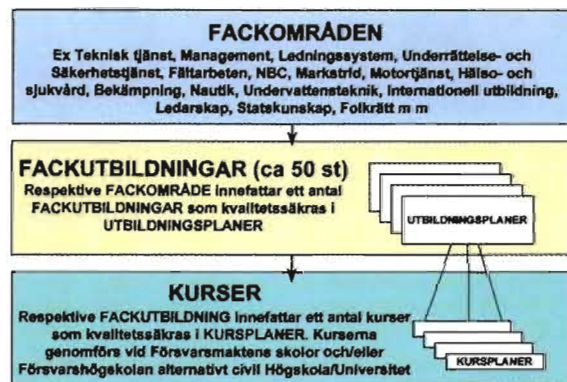 FACKOMRÅDEN
Ex Teknisk tjänst, Management, Ledningssystem, Underrättelse- och
Säkerhetstjänst, Fältarbeten, NBC, Markstrid, Motortjänst, Hälso- och
sjukvård, Bekämpning, Nautik, Undervattensteknik, Internationell utbildning,
Ledarskap, Statskunskap, Folkrätt m m
FACKUTBILDNINGAR (ca 50 st)
Respektive FACKOMRÅDE innefattar ett antal
FACKUTBILDNINGAR som kvalitetssäkras i
UTBILDNINGSPLANER
UTBILDNINGSPLANER
KURSER
Respektive FACKUTBILDNING innefattar ett antal kurser
som kvalitetssäkras i KURSPLANER. Kurserna
genomförs vid Försvarsmaktens skolor och/eller
Försvarshögskolan alternativt civil Högskola/Universitet
KURSPLANER